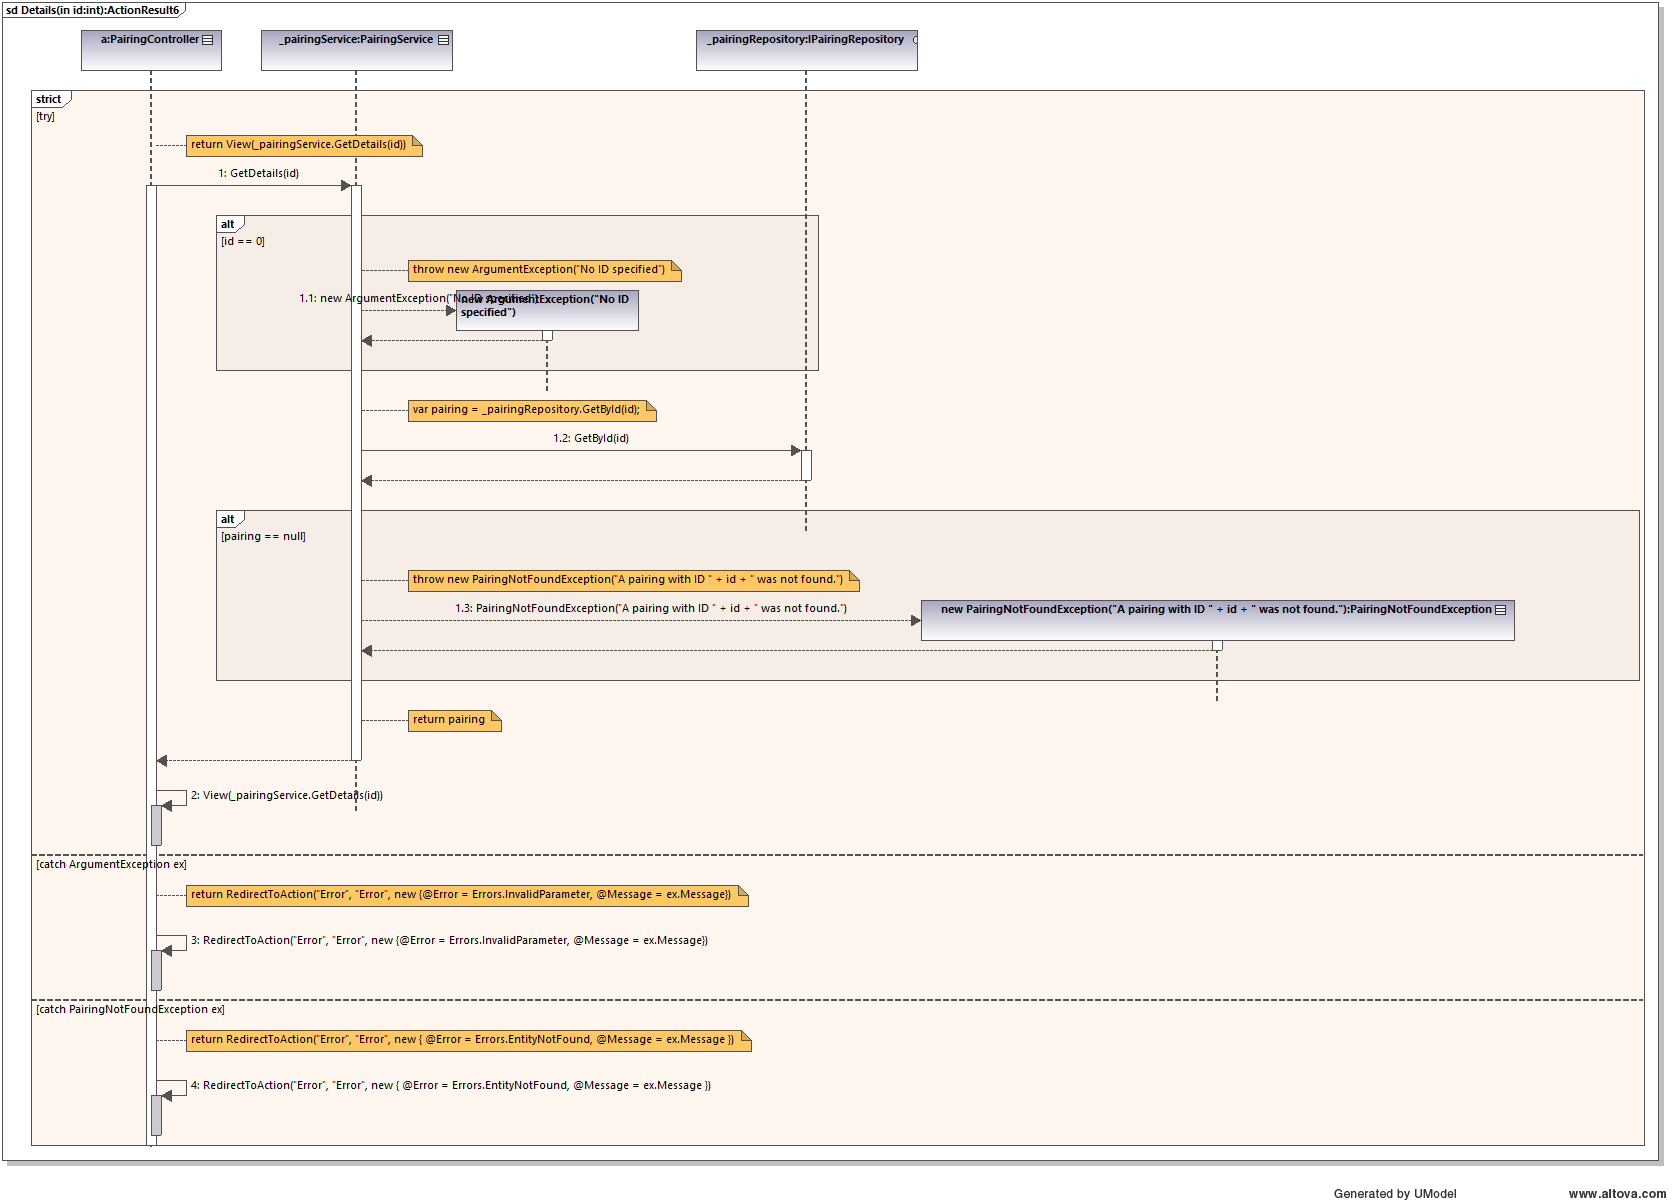 sd Details(in id:int):ActionResult6
a:PairingController
_pairingService:PairingService
_pairingRepository:IPairingRepository
strict
[try]
return View(_pairingService.GetDetails(id))
1: GetDetails(id)
alt
[id == 0]
throw new ArgumentException("No ID specified")
1.1: new ArgumentException("No ID specified")
new ArgumentException("No ID
specified")
var pairing = _pairingRepository.GetById(id);
1.2: GetById(id)
alt
[pairing == null]
throw new PairingNotFoundException("A pairing with ID " + id + " was not found.")
1.3: PairingNotFoundException("A pairing with ID " + id + " was not found.")
new PairingNotFoundException("A pairing with ID " + id + " was not found."):PairingNotFoundException
return pairing
2: View(_pairingService.GetDetails(id))
[catch ArgumentException ex]
return RedirectToAction("Error", "Error", new {@Error = Errors.InvalidParameter, @Message = ex.Message})
3: RedirectToAction("Error", "Error", new {@Error = Errors.InvalidParameter, @Message = ex.Message})
[catch PairingNotFoundException ex]
return RedirectToAction("Error", "Error", new { @Error = Errors.EntityNotFound, @Message = ex.Message })
4: RedirectToAction("Error", "Error", new { @Error = Errors.EntityNotFound, @Message = ex.Message })
Generated by UModel
www.altova.com